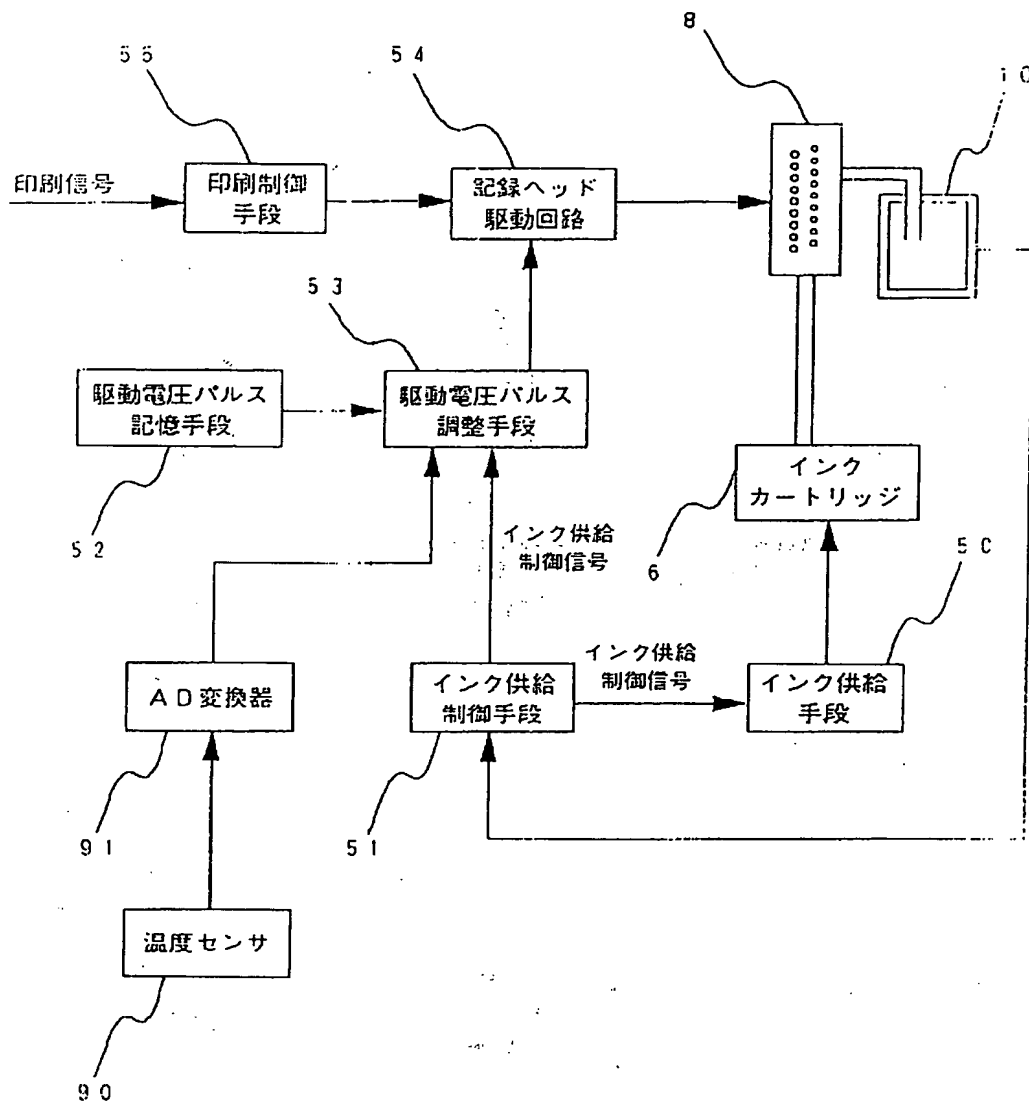 8
55
54
10
印刷信号
印刷制御
手段
記録ヘッド
駆動回路
53
駆動電圧パルス
記憶手段
駆動電圧パルス
調整手段
インク
カートリッジ
52
インク供給
制御信号
6
50
インク供給
制御信号
AD変換器
インク供給
制御手段
インク供給
手段
91
51
温度センサ
90